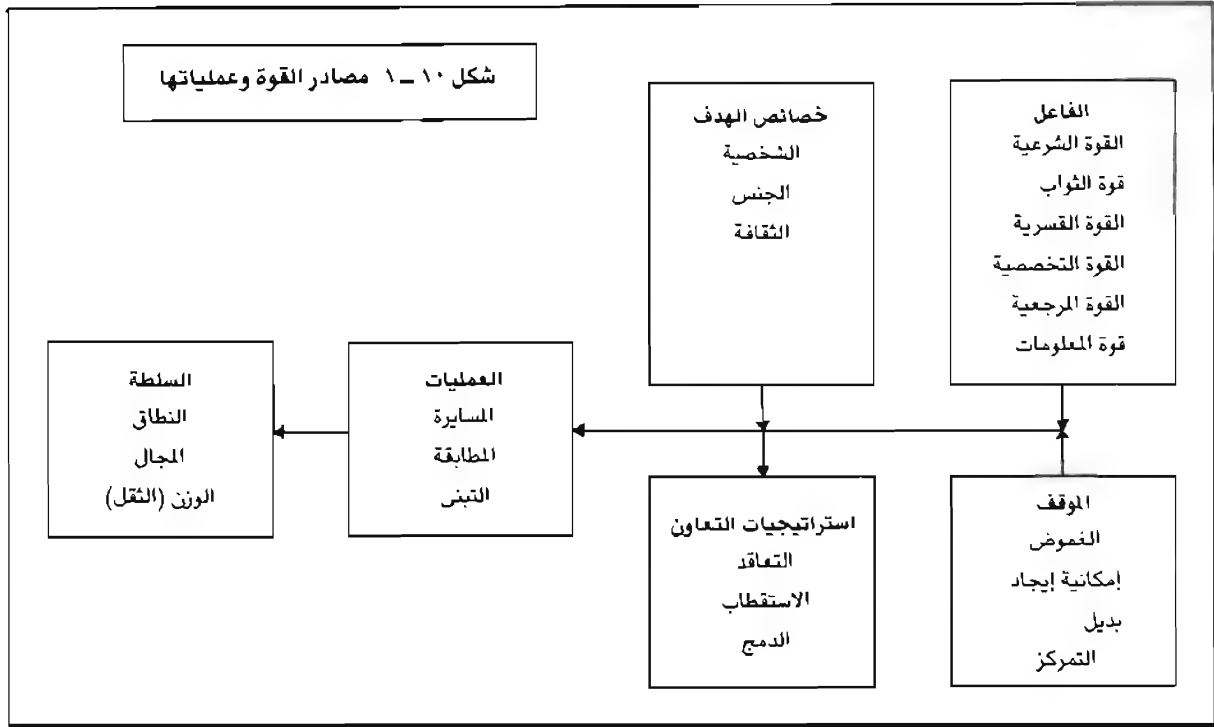 شكل ١٠ – ١ مصادر القوة وعملياتها
الفاعل
القوة الشرعية
قوة الثواب
القوة القسرية
القوة التخصصية
القوة المرجعية
قوة المعلومات
خصائص الهدف
الشخصية
الجنس
الثقافة
الموقف
الغموض
إمكانية إيجاد
بديل
التمركز
استراتيجيات التعاون
التعاقد
الاستقطاب
الدمج
العمليات
المسايرة
المطابقة
التبنى
السلطة
النطاق
المجال
الوزن (الثقل)